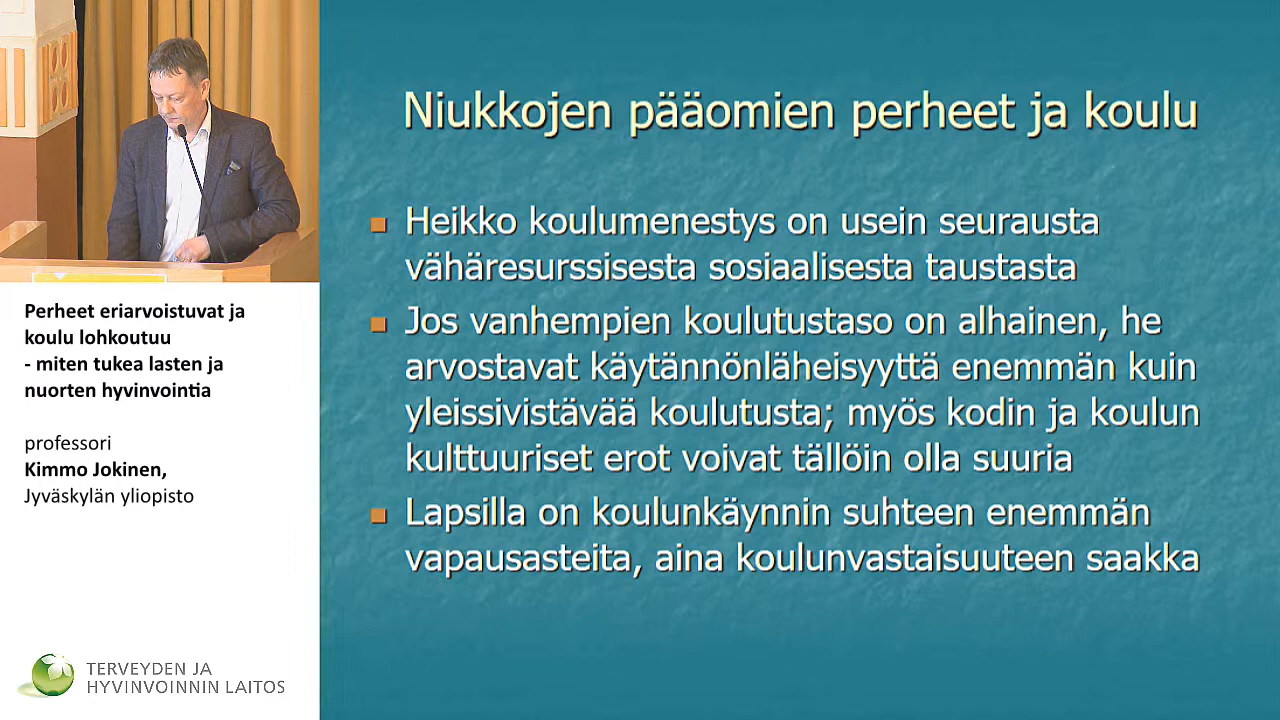 Niukkojen pääomien perheet ja koulu
Heikko koulumenestys on usein seurausta
vähäresurssisesta sosiaalisesta taustasta
Jos vanhempien koulutustaso on alhainen, he
arvostavat käytännönläheisyyttä enemmän kuin
yleissivistävää koulutusta; myös kodin ja koulun
kulttuuriset erot voivat tällöin olla suuria
Lapsilla on koulunkäynnin suhteen enemmän
vapausasteita, aina koulunvastaisuuteen saakka
Perheet eriarvoistuvat ja
koulu lohkoutuu
- miten tukea lasten ja
nuorten hyvinvointia
professori
Kimmo Jokinen,
Jyväskylän yliopisto
TERVEYDEN JA
HYVINVOINNIN LAITOS